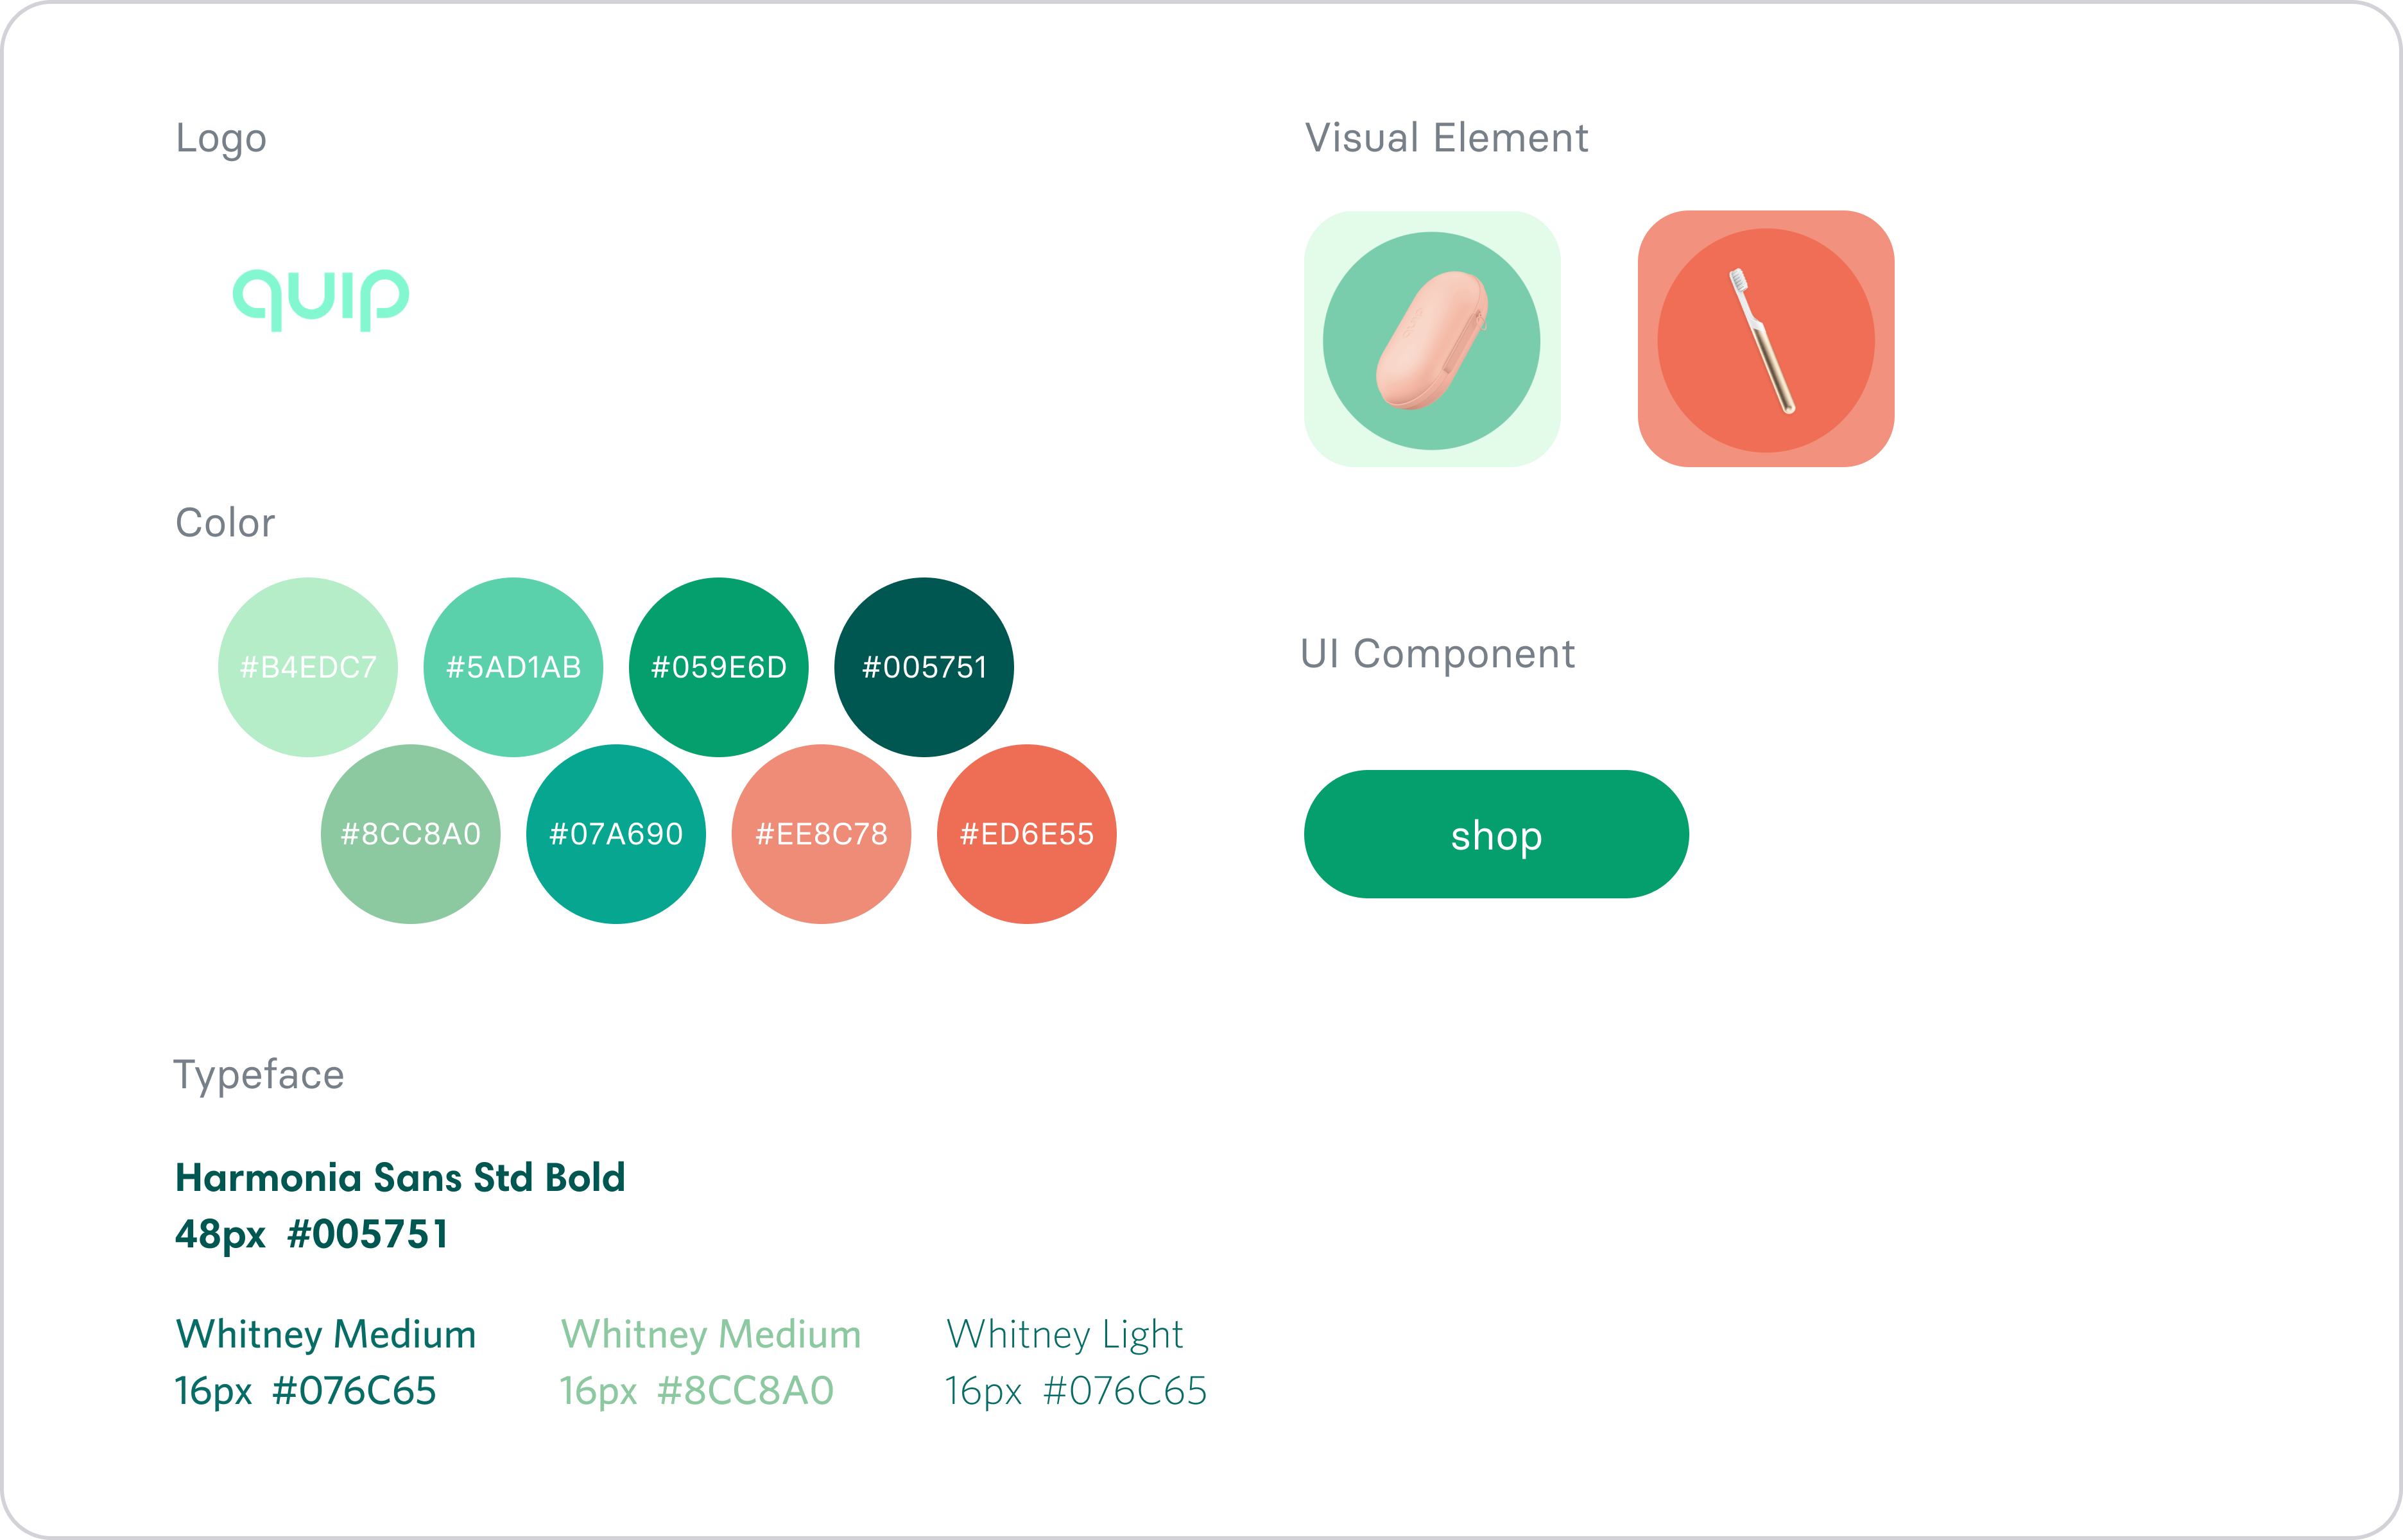 Logo
quip
Color
#B4EDC7 #5AD1AB #059E6D #005751
#8CC8A0 #07A690 #EE8C78 #ED6E55
Typeface
Harmonia Sans Std Bold
48px #005751
Whitney Medium
16px #076C65
Whitney Medium
16px #8CC8A0
Whitney Light
16px #076C65
Visual Element
UI Component
shop